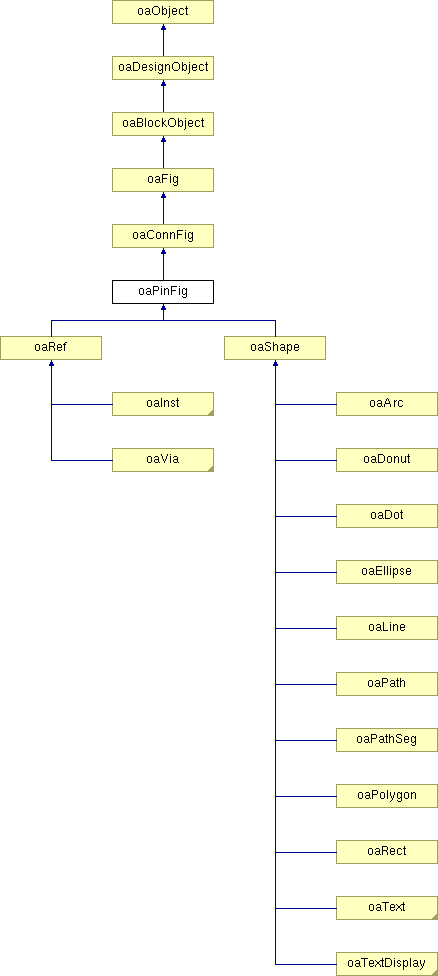 oaObject
oaDesignObject
oaBlockObject
oaFig
oaConnFig
oaPinFig
oaRef
oaShape
oaInst
oaArc
oaVia
oaDonut
oaDot
oaEllipse
oaLine
oaPath
oaPathSeg
oaPolygon
oaRect
oaText
oaTextDisplay